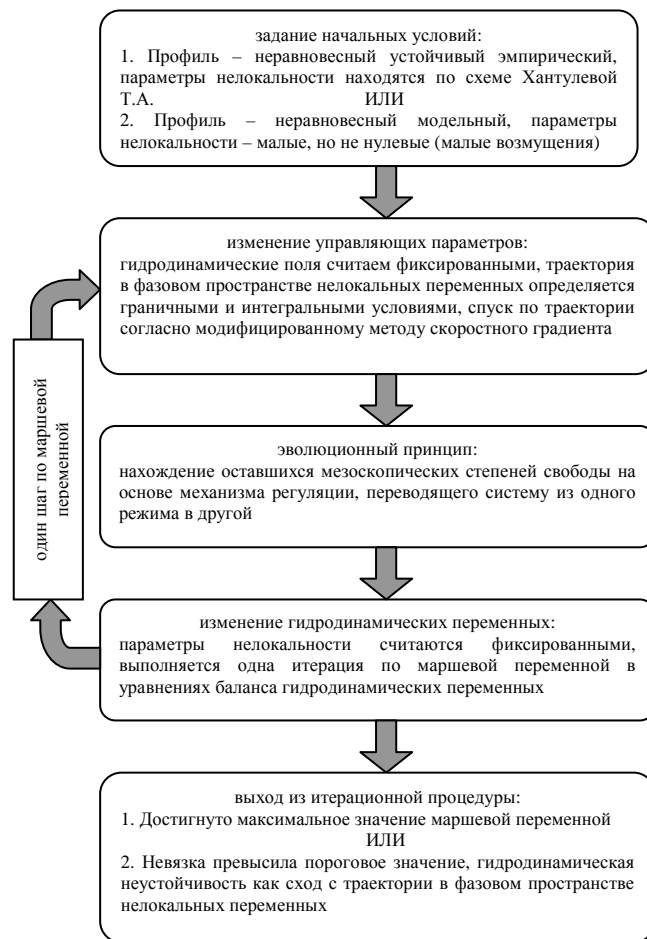 задание начальных условий:
1. Профиль – неравновесный устойчивый эмпирический,
параметры нелокальности находятся по схеме Хантулевой
Т.А. ИЛИ
2. Профиль – неравновесный модельный, параметры
нелокальности – малые, но не нулевые (малые возмущения)
изменение управляющих параметров:
гидродинамические поля считаем фиксированными, траектория
в фазовом пространстве нелокальных переменных определяется
граничными и интегральными условиями, спуск по траектории
согласно модифицированному методу скоростного градиента
один шаг по маршевой
переменной
эволюционный принцип:
нахождение оставшихся мезоскопических степеней свободы на
основе механизма регуляции, переводящего систему из одного
режима в другой
изменение гидродинамических переменных:
параметры нелокальности считаются фиксированными,
выполняется одна итерация по маршевой переменной в
уравнениях баланса гидродинамических переменных
выход из итерационной процедуры:
1. Достигнуто максимальное значение маршевой переменной
ИЛИ
2. Невязка превысила пороговое значение, гидродинамическая
неустойчивость как сход с траектории в фазовом пространстве
нелокальных переменных